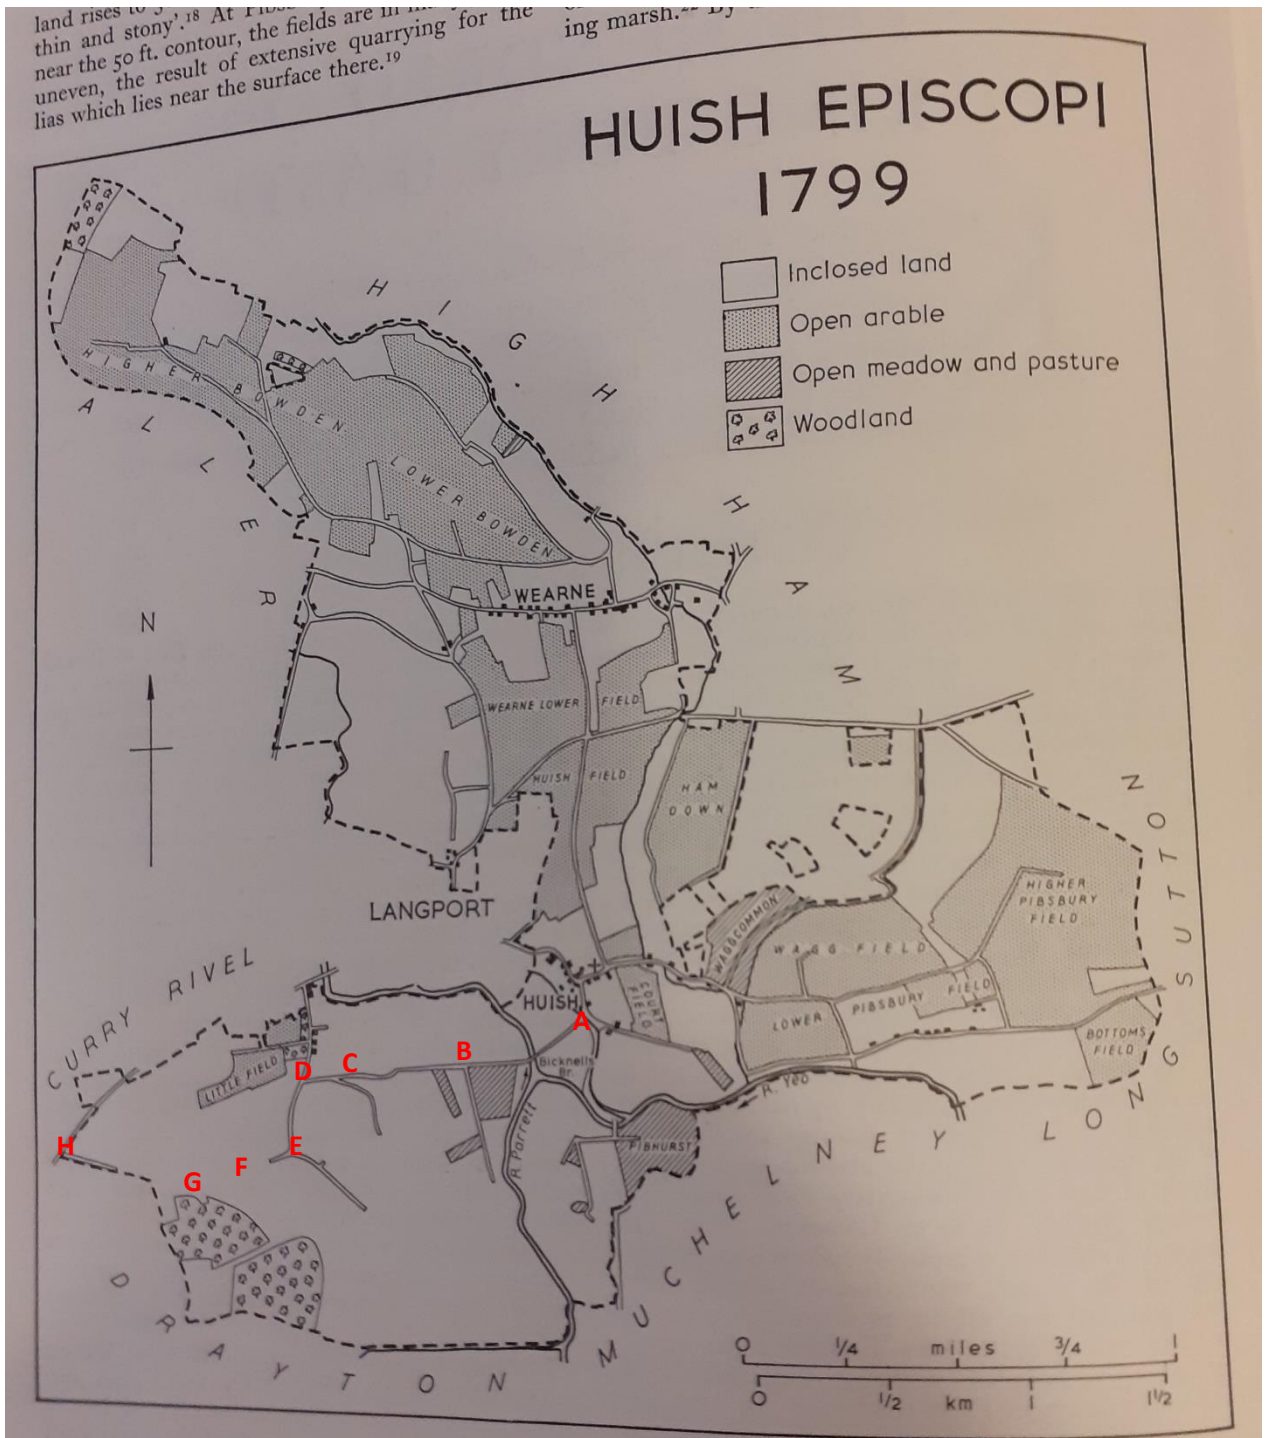 land rises to
thin and stony'.¹⁸ At
near the 50 ft. contour, the fields are in
uneven, the result of extensive quarrying for the
lias which lies near the surface there.¹⁹
ing marsh.²² By
HUISH EPISCOPI
1799
Inclosed land
Open arable
Open meadow and pasture
Woodland
HIGH HAM
HIGHER BOWDEN
ALLER
LOWER BOWDEN
WEARNE
N
WEARNE LOWER FIELD
HUISH FIELD
HAM DOWN
HIGHER
PIBSBURY
FIELD
LONG SUTTON
LANGPORT
WAGGCOMMON
WAGG FIELD
CURRY RIVEL
HUISH
COURT FIELD
LOWER PIBSBURY FIELD
BOTTOMS
FIELD
A
B
C
D
LITTLE FIELD
Bicknells
Br.
R. Yeo
R. Parrett
FIBHURST
E
F
G
H
MUCHELNEY
DRAYTON
0 1/4 miles 3/4 1
0 1/2 km 1 1½